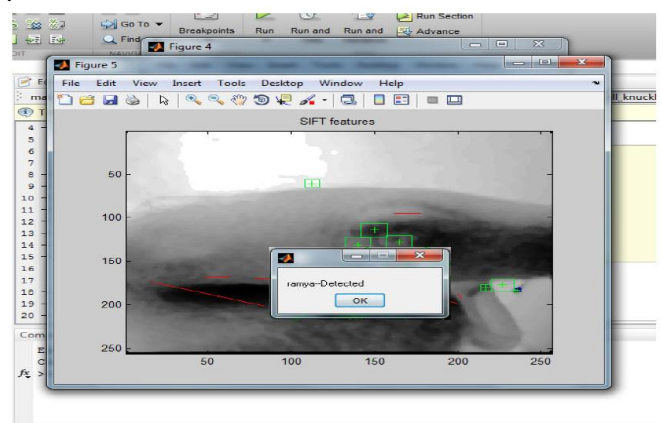 Go To
Breakpoints
Run
Run and
Run and
Run Section
Advance
Find
Figure 4
Figure 5
File Edit View Insert Tools Desktop Window Help
SIFT features
4
5
6
7
8
9
10
11
12
13
14
15
16
17
18
19
20
50
100
150
200
250
50 100 150 200 250
ramya--Detected
OK
Com
fx >